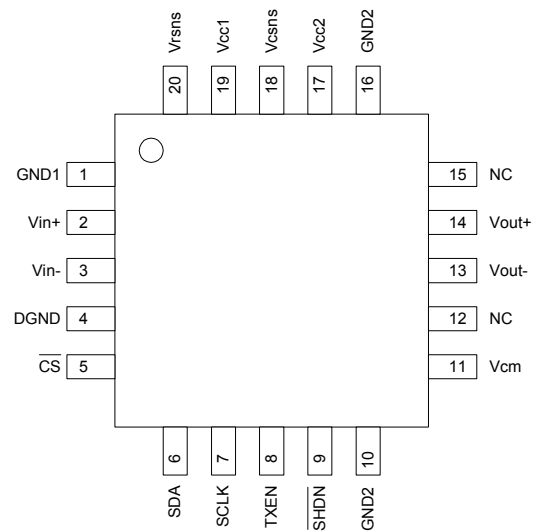 Vrsns Vcc1 Vcsns Vcc2 GND2
20 19 18 17 16
GND1 1 15 NC
Vin+ 2 14 Vout+
Vin- 3 13 Vout-
DGND 4 12 NC
C̅S̅ 5 11 Vcm
6 7 8 9 10
SDA SCLK TXEN S̅H̅D̅N̅ GND2